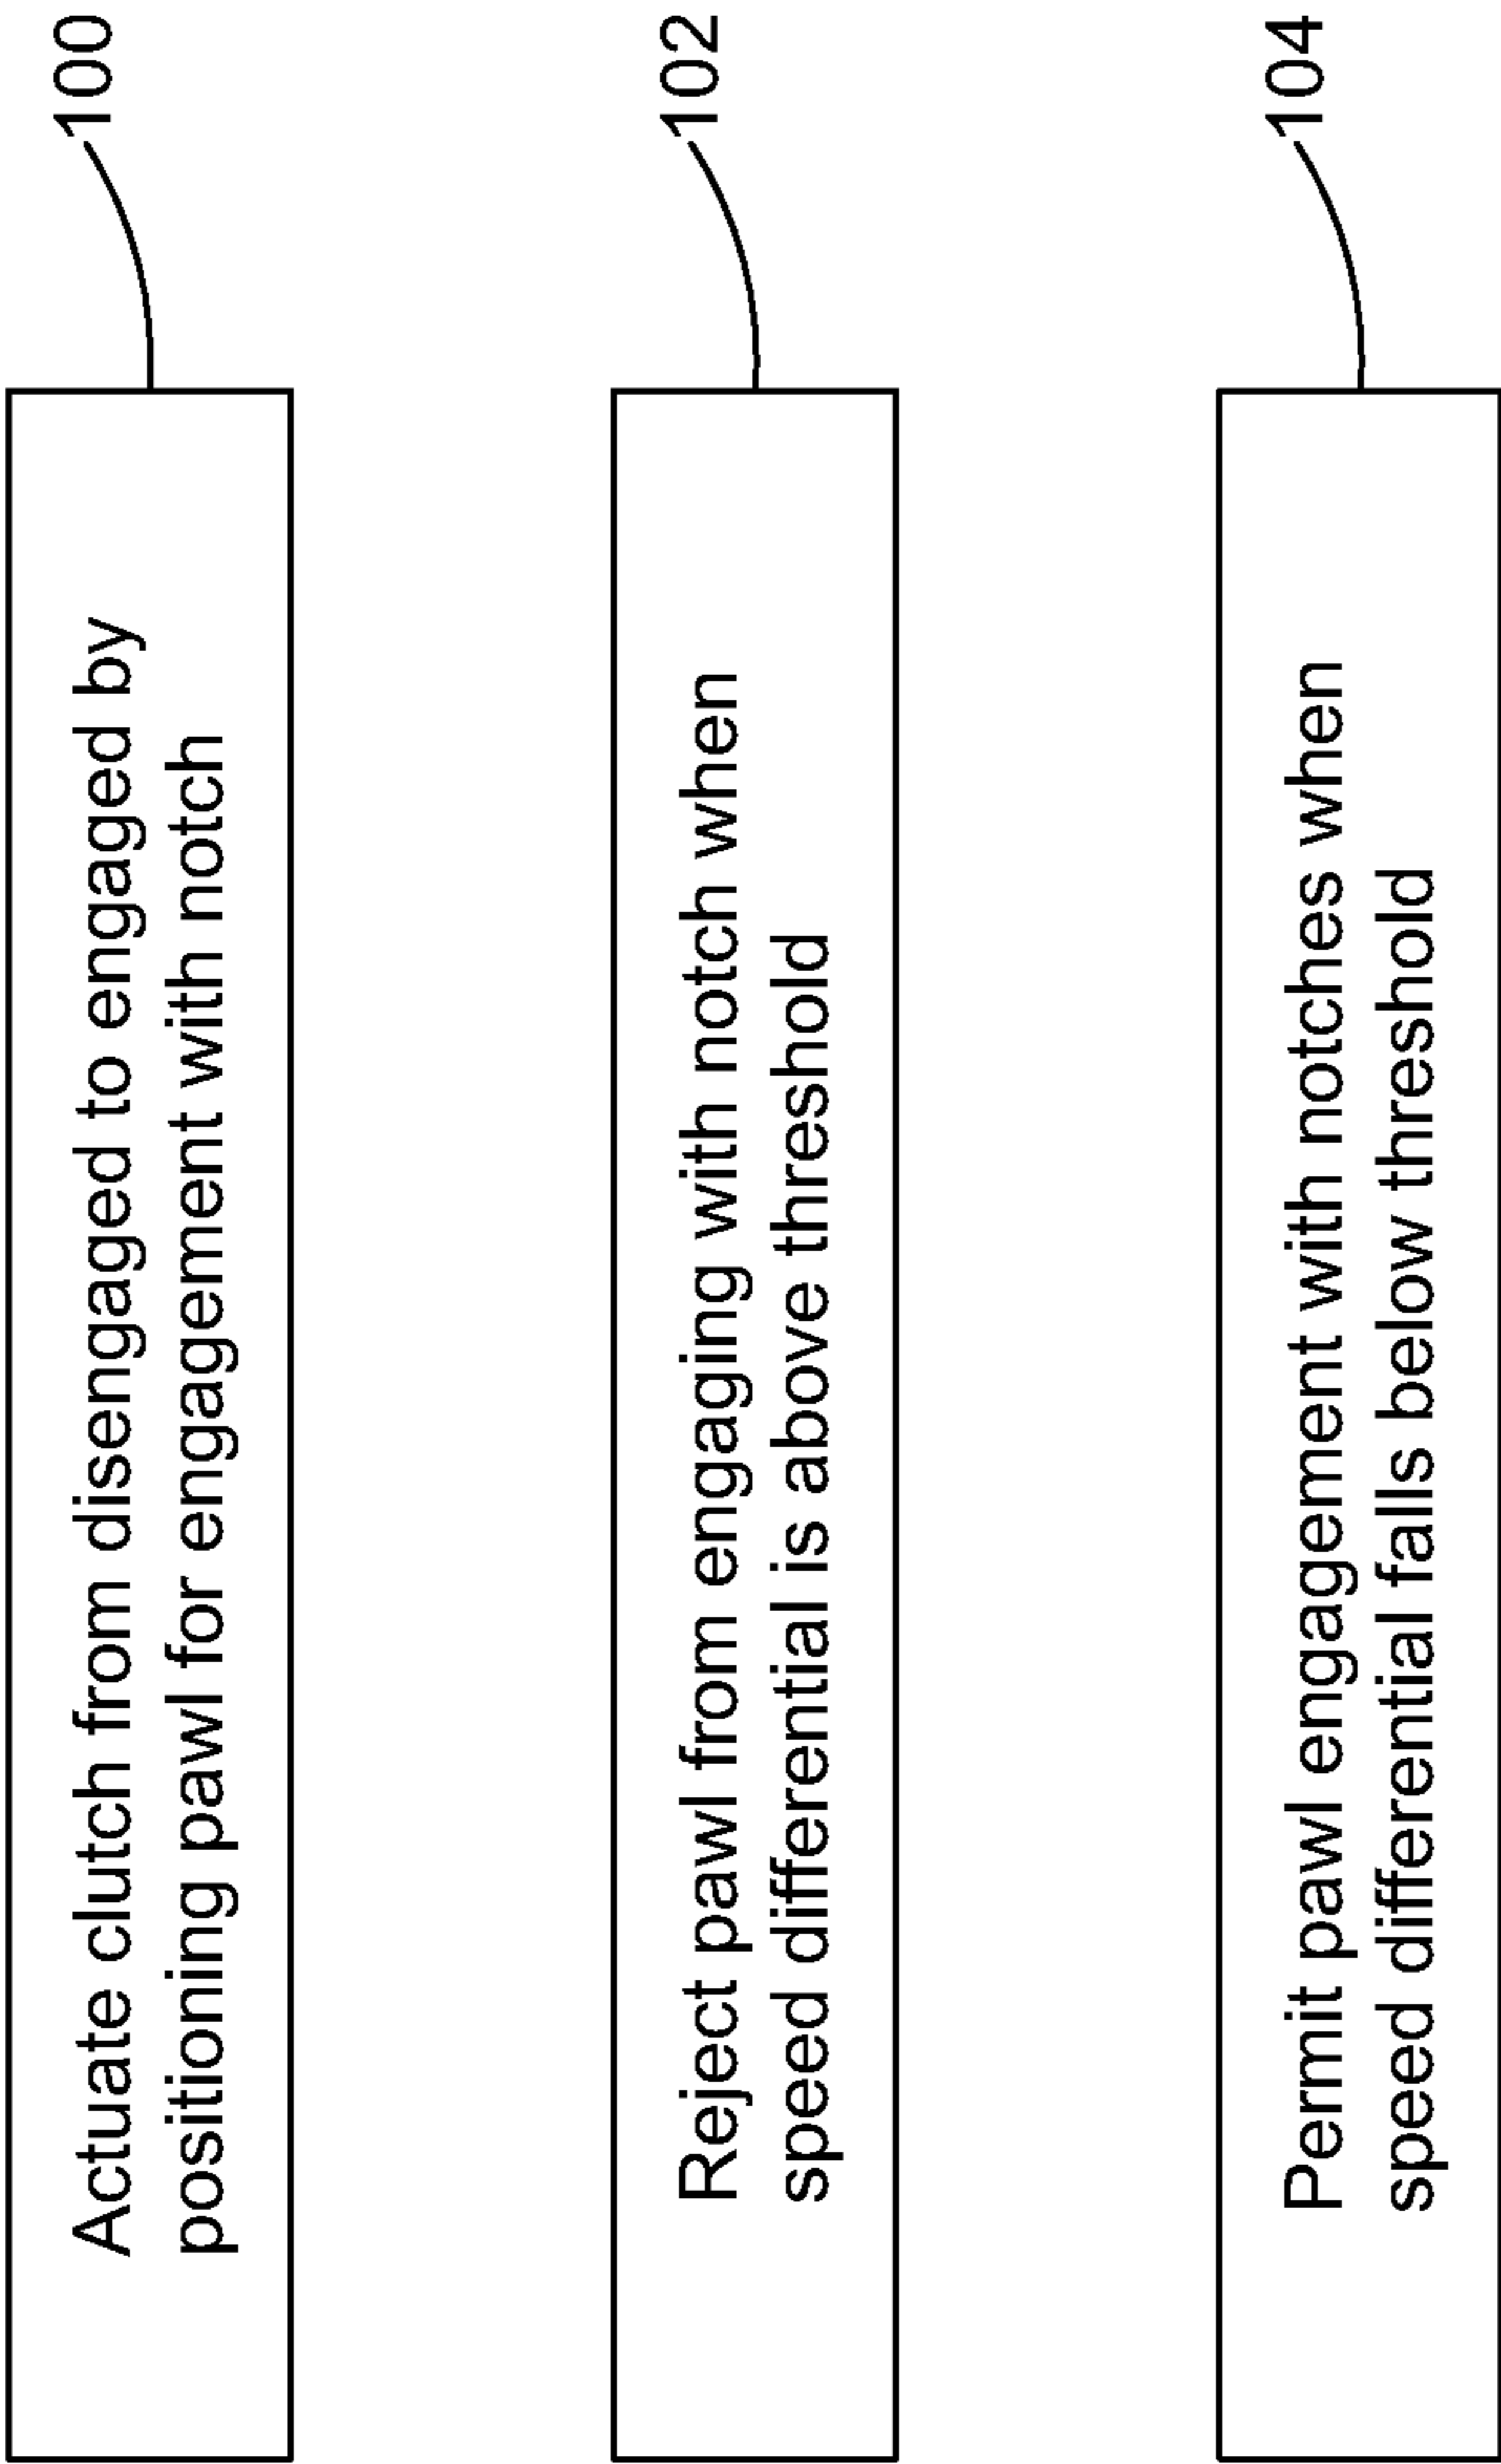 Actuate clutch from disengaged to engaged by
positioning pawl for engagement with notch
100
Reject pawl from engaging with notch when
speed differential is above threshold
102
Permit pawl engagement with notches when
speed differential falls below threshold
104